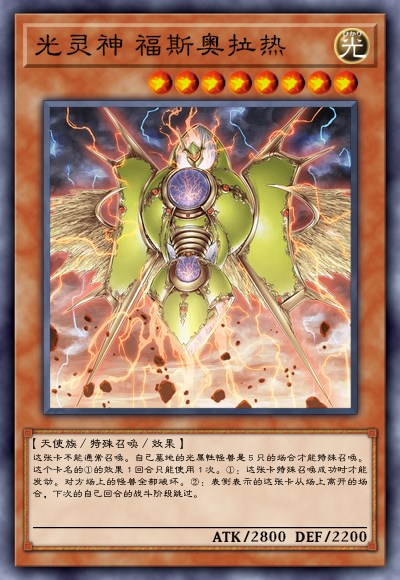 光灵神 福斯奥拉热
光
【天使族／特殊召唤／效果】
这张卡不能通常召唤。自己墓地的光属性怪兽是５只的场合才能特殊召唤。
这个卡名的①的效果１回合只能使用１次。①：这张卡特殊召唤成功时才能
发动。对方场上的怪兽全部破坏。②：表侧表示的这张卡从场上离开的场
合，下次的自己回合的战斗阶段跳过。
ATK/2800 DEF/2200